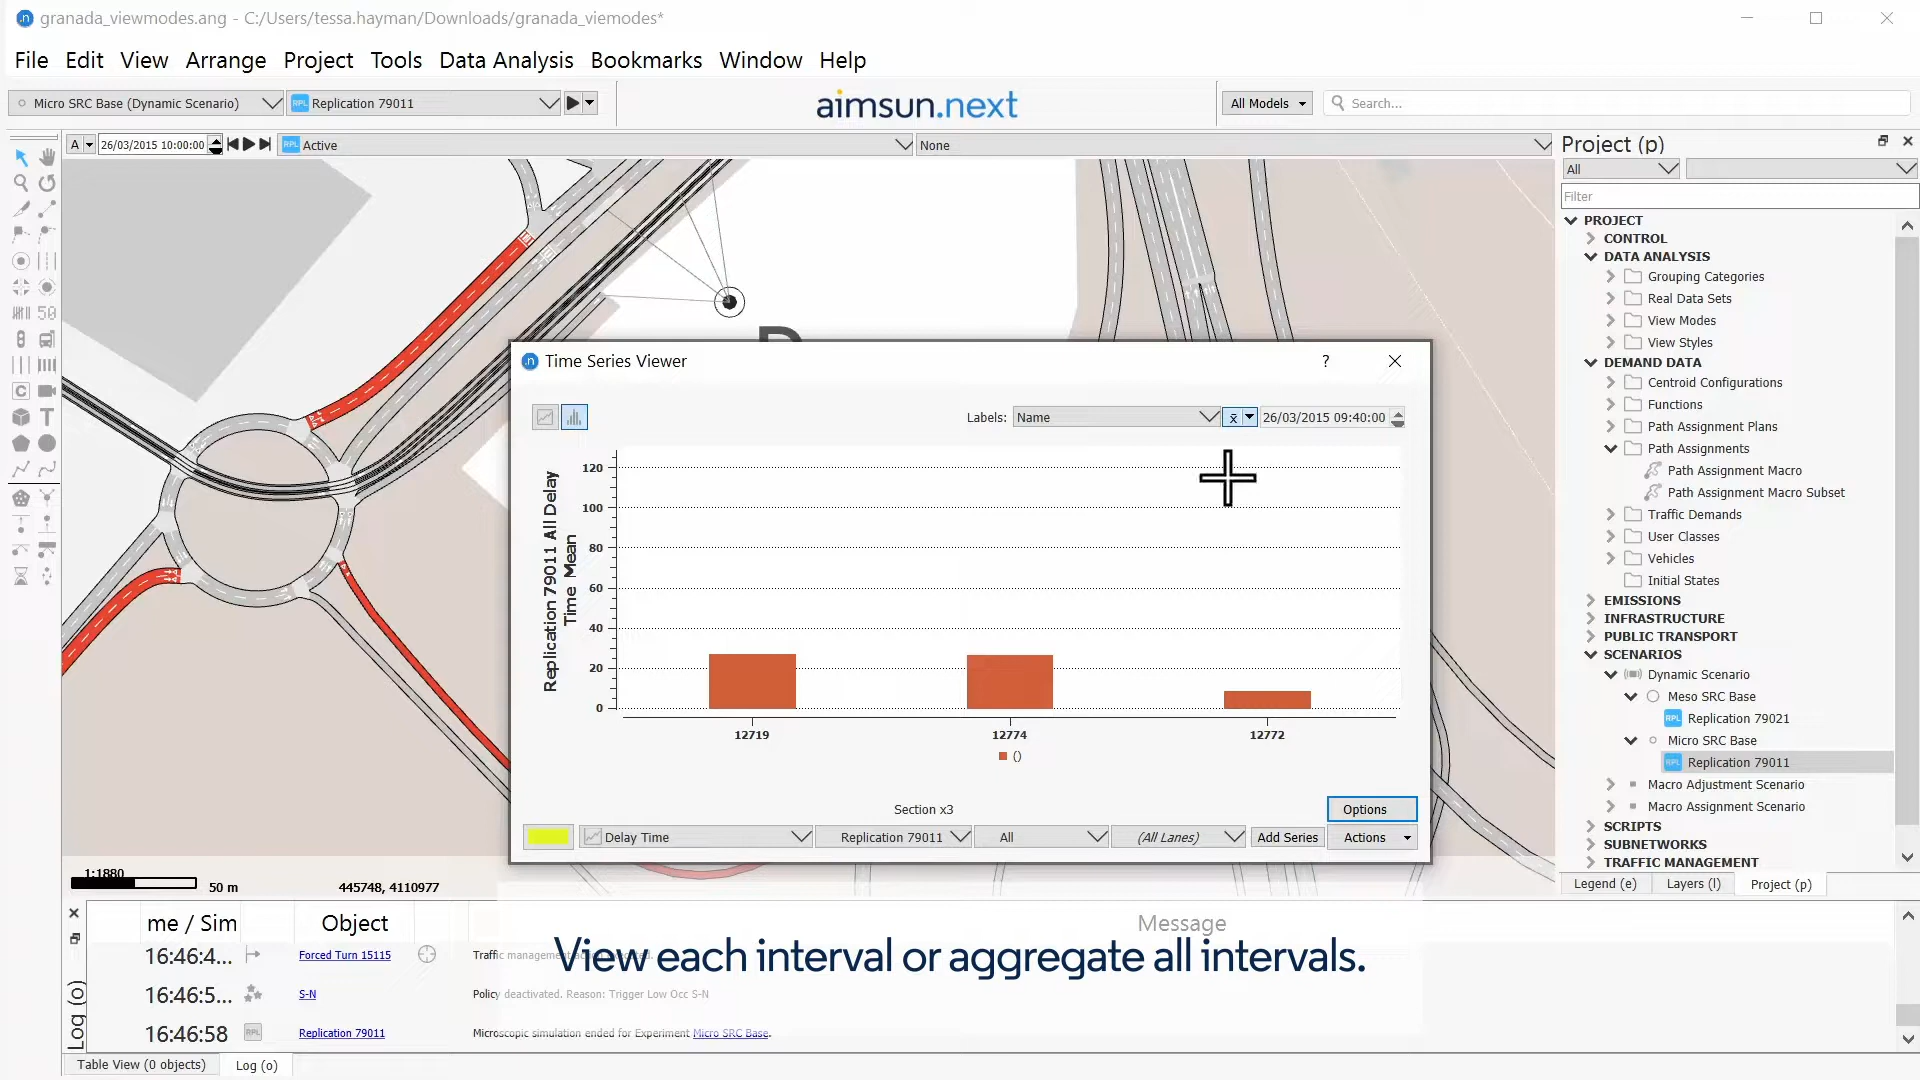 granada_viewmodes.ang - C:/Users/tessa.hayman/Downloads/granada_viemodes*
File Edit View Arrange Project Tools Data Analysis Bookmarks Window Help
Micro SRC Base (Dynamic Scenario)
RPL Replication 79011
aimsun.next
All Models
Search...
A 26/03/2015 10:00:00
RPL Active
None
Project (p)
All
Filter
PROJECT
CONTROL
DATA ANALYSIS
Grouping Categories
Real Data Sets
View Modes
View Styles
DEMAND DATA
Centroid Configurations
Functions
Path Assignment Plans
Path Assignments
Path Assignment Macro
Path Assignment Macro Subset
Traffic Demands
User Classes
Vehicles
Initial States
EMISSIONS
INFRASTRUCTURE
PUBLIC TRANSPORT
SCENARIOS
Dynamic Scenario
Meso SRC Base
RPL Replication 79021
Micro SRC Base
RPL Replication 79011
Macro Adjustment Scenario
Macro Assignment Scenario
SCRIPTS
SUBNETWORKS
TRAFFIC MANAGEMENT
Legend (e) Layers (l) Project (p)
50
C
T
Time Series Viewer
?
Labels: Name x̄ 26/03/2015 09:40:00
Replication 79011 All Delay
Time Mean
120
100
80
60
40
20
0
12719 12774 12772
()
Section x3
Options
Delay Time Replication 79011 All (All Lanes) Add Series Actions
1:1880
50 m
445748, 4110977
me / Sim Object Message
16:46:4... Forced Turn 15115
16:46:5... S-N Policy deactivated. Reason: Trigger Low Occ S-N
16:46:58 RPL Replication 79011 Microscopic simulation ended for Experiment Micro SRC Base.
View each interval or aggregate all intervals.
Log (o)
Table View (0 objects) Log (o)